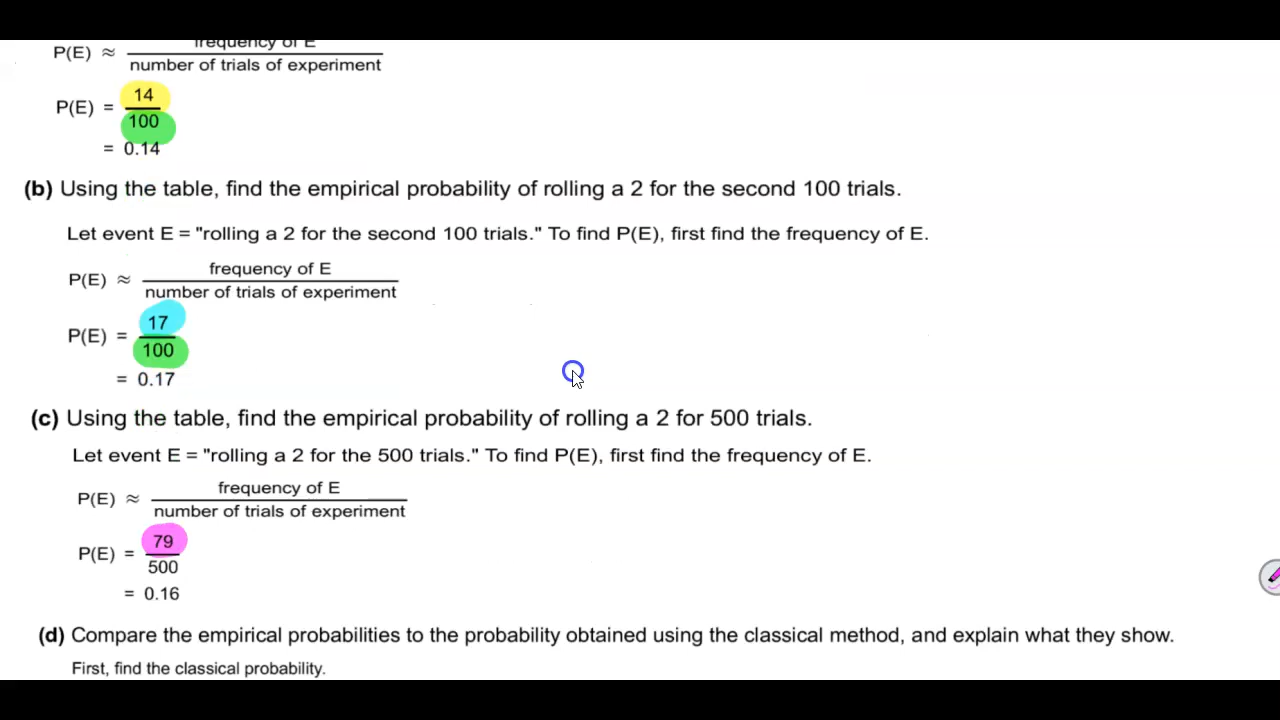 frequency of E
P(E) ≈
number of trials of experiment
14
P(E) =
100
= 0.14
(b) Using the table, find the empirical probability of rolling a 2 for the second 100 trials.
Let event E = "rolling a 2 for the second 100 trials." To find P(E), first find the frequency of E.
frequency of E
P(E) ≈
number of trials of experiment
17
P(E) =
100
= 0.17
(c) Using the table, find the empirical probability of rolling a 2 for 500 trials.
Let event E = "rolling a 2 for the 500 trials." To find P(E), first find the frequency of E.
frequency of E
P(E) ≈
number of trials of experiment
79
P(E) =
500
= 0.16
(d) Compare the empirical probabilities to the probability obtained using the classical method, and explain what they show.
First, find the classical probability.